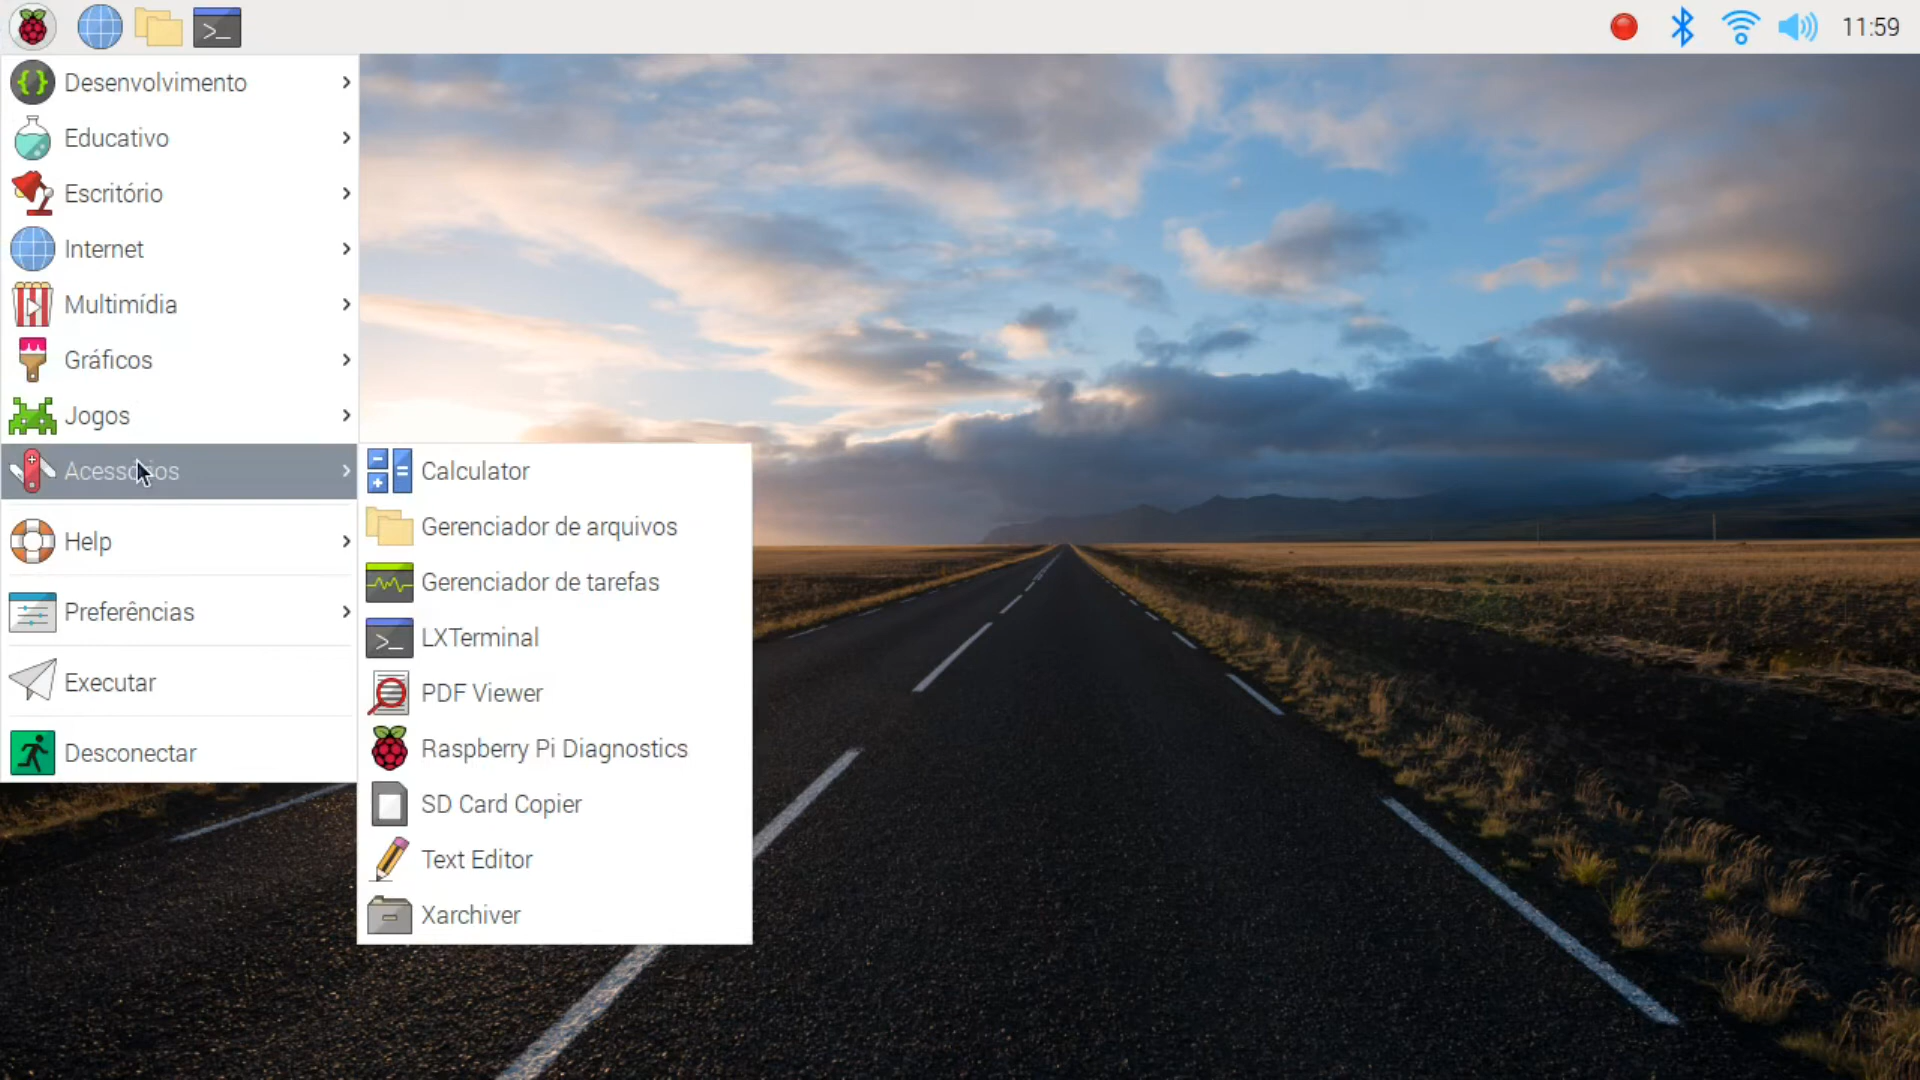 11:59
Desenvolvimento
Educativo
Escritório
Internet
Multimídia
Gráficos
Jogos
Acessórios
Help
Preferências
Executar
Desconectar
Calculator
Gerenciador de arquivos
Gerenciador de tarefas
LXTerminal
PDF Viewer
Raspberry Pi Diagnostics
SD Card Copier
Text Editor
Xarchiver